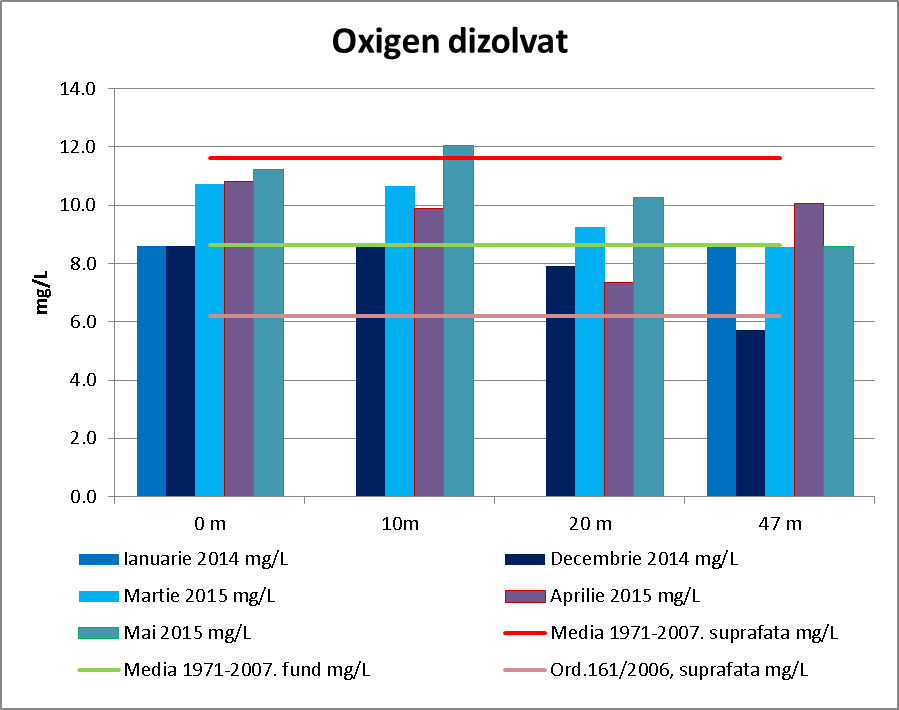 Oxigen dizolvat
14.0
12.0
10.0
8.0
6.0
4.0
2.0
0.0
mg/L
0 m 10m 20 m 47 m
Ianuarie 2014 mg/L Decembrie 2014 mg/L
Martie 2015 mg/L Aprilie 2015 mg/L
Mai 2015 mg/L Media 1971-2007. suprafata mg/L
Media 1971-2007. fund mg/L Ord.161/2006, suprafata mg/L